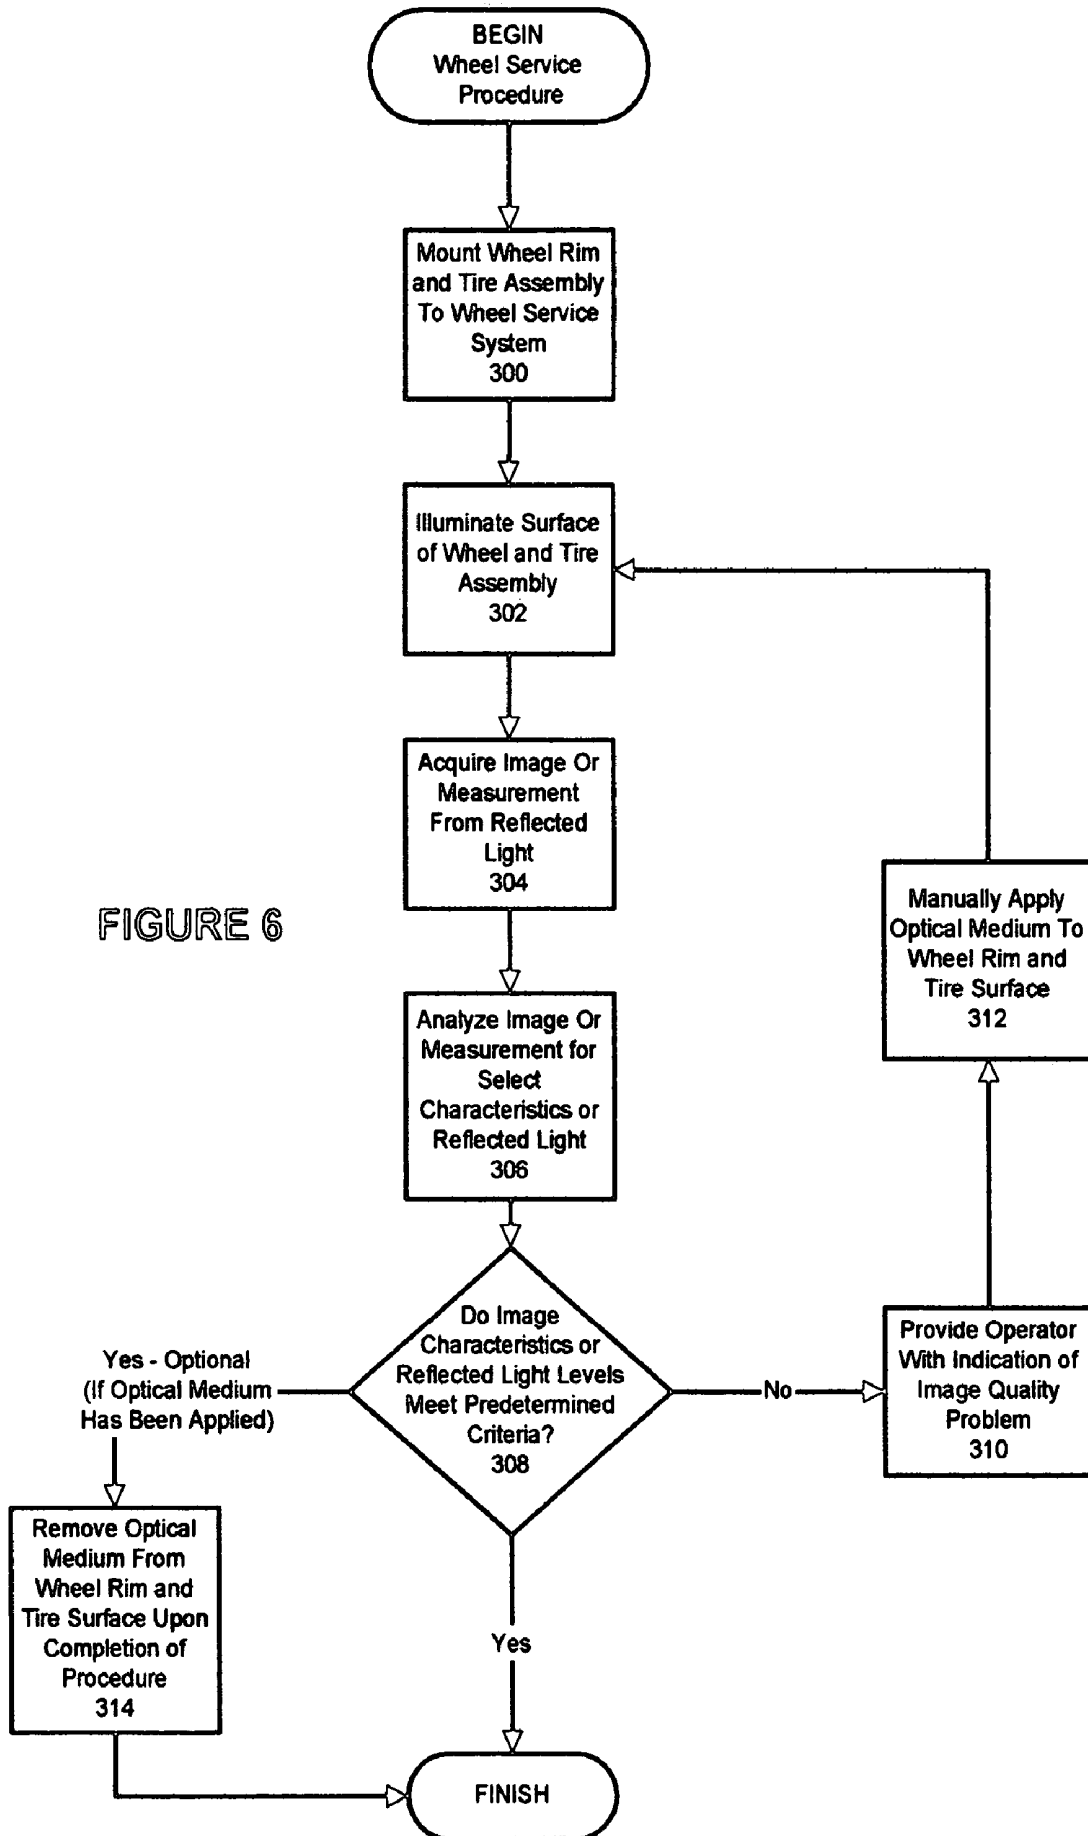 BEGIN
Wheel Service
Procedure
Mount Wheel Rim
and Tire Assembly
To Wheel Service
System
300
Illuminate Surface
of Wheel and Tire
Assembly
302
Acquire Image Or
Measurement
From Reflected
Light
304
FIGURE 6
Manually Apply
Optical Medium To
Wheel Rim and
Tire Surface
312
Analyze Image Or
Measurement for
Select
Characteristics or
Reflected Light
306
Do Image
Characteristics or
Reflected Light Levels
Meet Predetermined
Criteria?
308
Yes - Optional
(If Optical Medium
Has Been Applied)
No
Provide Operator
With Indication of
Image Quality
Problem
310
Remove Optical
Medium From
Wheel Rim and
Tire Surface Upon
Completion of
Procedure
314
Yes
FINISH